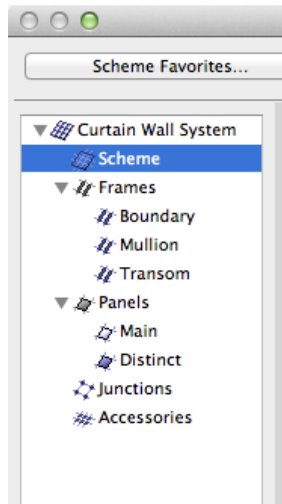 Scheme Favorites...
Curtain Wall System
Scheme
Frames
Boundary
Mullion
Transom
Panels
Main
Distinct
Junctions
Accessories